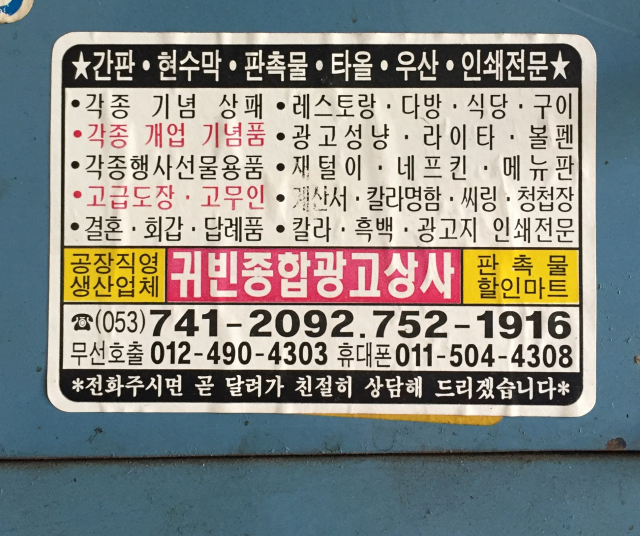 ★간판·현수막·판촉물·타올·우산·인쇄전문★
•각종 기념 상패
•각종 개업 기념품
•각종행사선물용품
•고급도장·고무인
•결혼·회갑·답례품
•레스토랑·다방·식당·구이
•광고성냥·라이타·볼펜
•재털이·네프킨·메뉴판
•계산서·칼라명함·씨링·청첩장
•칼라·흑백·광고지 인쇄전문
공장직영
생산업체
귀빈종합광고상사
판촉물
할인마트
☎(053)741-2092.752-1916
무선호출 012-490-4303 휴대폰 011-504-4308
*전화주시면 곧 달려가 친절히 상담해 드리겠습니다*